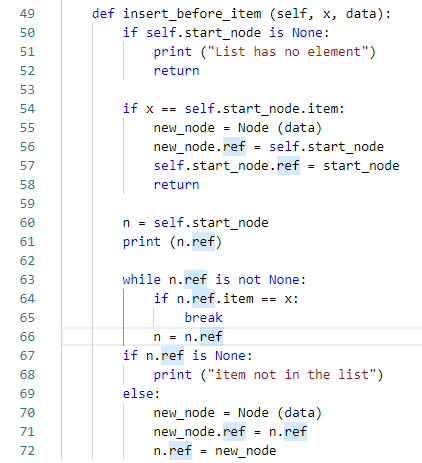 49 def insert_before_item (self, x, data):
50 if self.start_node is None:
51 print ("List has no element")
52 return
53
54 if x == self.start_node.item:
55 new_node = Node (data)
56 new_node.ref = self.start_node
57 self.start_node.ref = start_node
58 return
59
60 n = self.start_node
61 print (n.ref)
62
63 while n.ref is not None:
64 if n.ref.item == x:
65 break
66 n = n.ref
67 if n.ref is None:
68 print ("item not in the list")
69 else:
70 new_node = Node (data)
71 new_node.ref = n.ref
72 n.ref = new_node